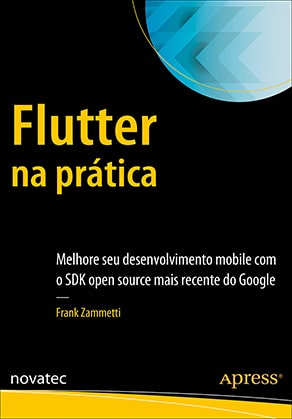 Flutter
na prática
Melhore seu desenvolvimento mobile com
o SDK open source mais recente do Google
Frank Zammetti
novatec
Apress®